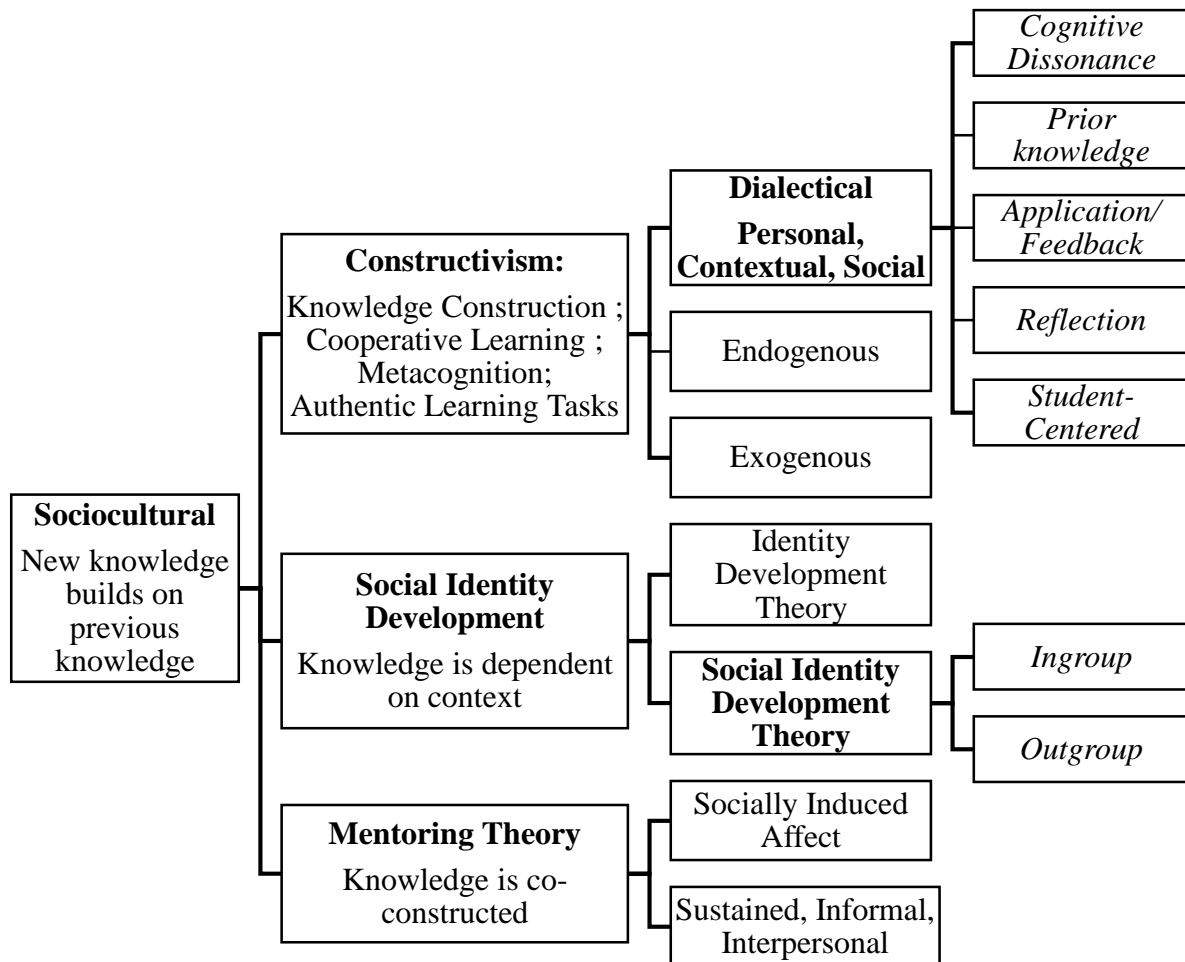 Sociocultural
New knowledge
builds on
previous
knowledge
Constructivism:
Knowledge Construction ;
Cooperative Learning ;
Metacognition;
Authentic Learning Tasks
Dialectical
Personal,
Contextual, Social
Cognitive
Dissonance
Prior
knowledge
Application/
Feedback
Reflection
Student-
Centered
Endogenous
Exogenous
Social Identity
Development
Knowledge is dependent
on context
Identity
Development
Theory
Social Identity
Development
Theory
Ingroup
Outgroup
Mentoring Theory
Knowledge is co-
constructed
Socially Induced
Affect
Sustained, Informal,
Interpersonal